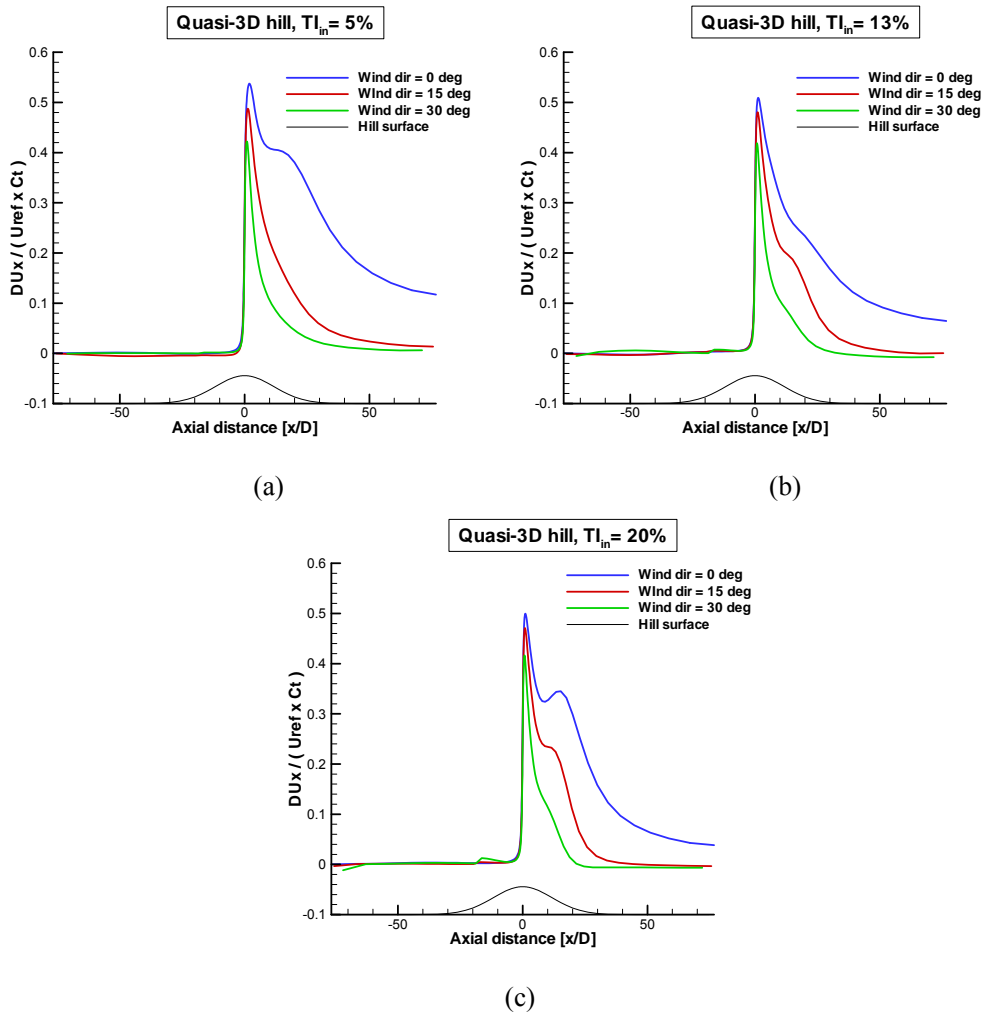 Quasi-3D hill, TIin= 5%
0.6
0.5
0.4
0.3
0.2
0.1
0
-0.1
DUx / ( Uref x Ct )
Wind dir = 0 deg
WInd dir = 15 deg
Wind dir = 30 deg
Hill surface
-50
0
50
Axial distance [x/D]
(a)
Quasi-3D hill, TIin= 13%
0.6
0.5
0.4
0.3
0.2
0.1
0
-0.1
DUx / ( Uref x Ct )
Wind dir = 0 deg
WInd dir = 15 deg
Wind dir = 30 deg
Hill surface
-50
0
50
Axial distance [x/D]
(b)
Quasi-3D hill, TIin= 20%
0.6
0.5
0.4
0.3
0.2
0.1
0
-0.1
DUx / ( Uref x Ct )
Wind dir = 0 deg
WInd dir = 15 deg
Wind dir = 30 deg
Hill surface
-50
0
50
Axial distance [x/D]
(c)